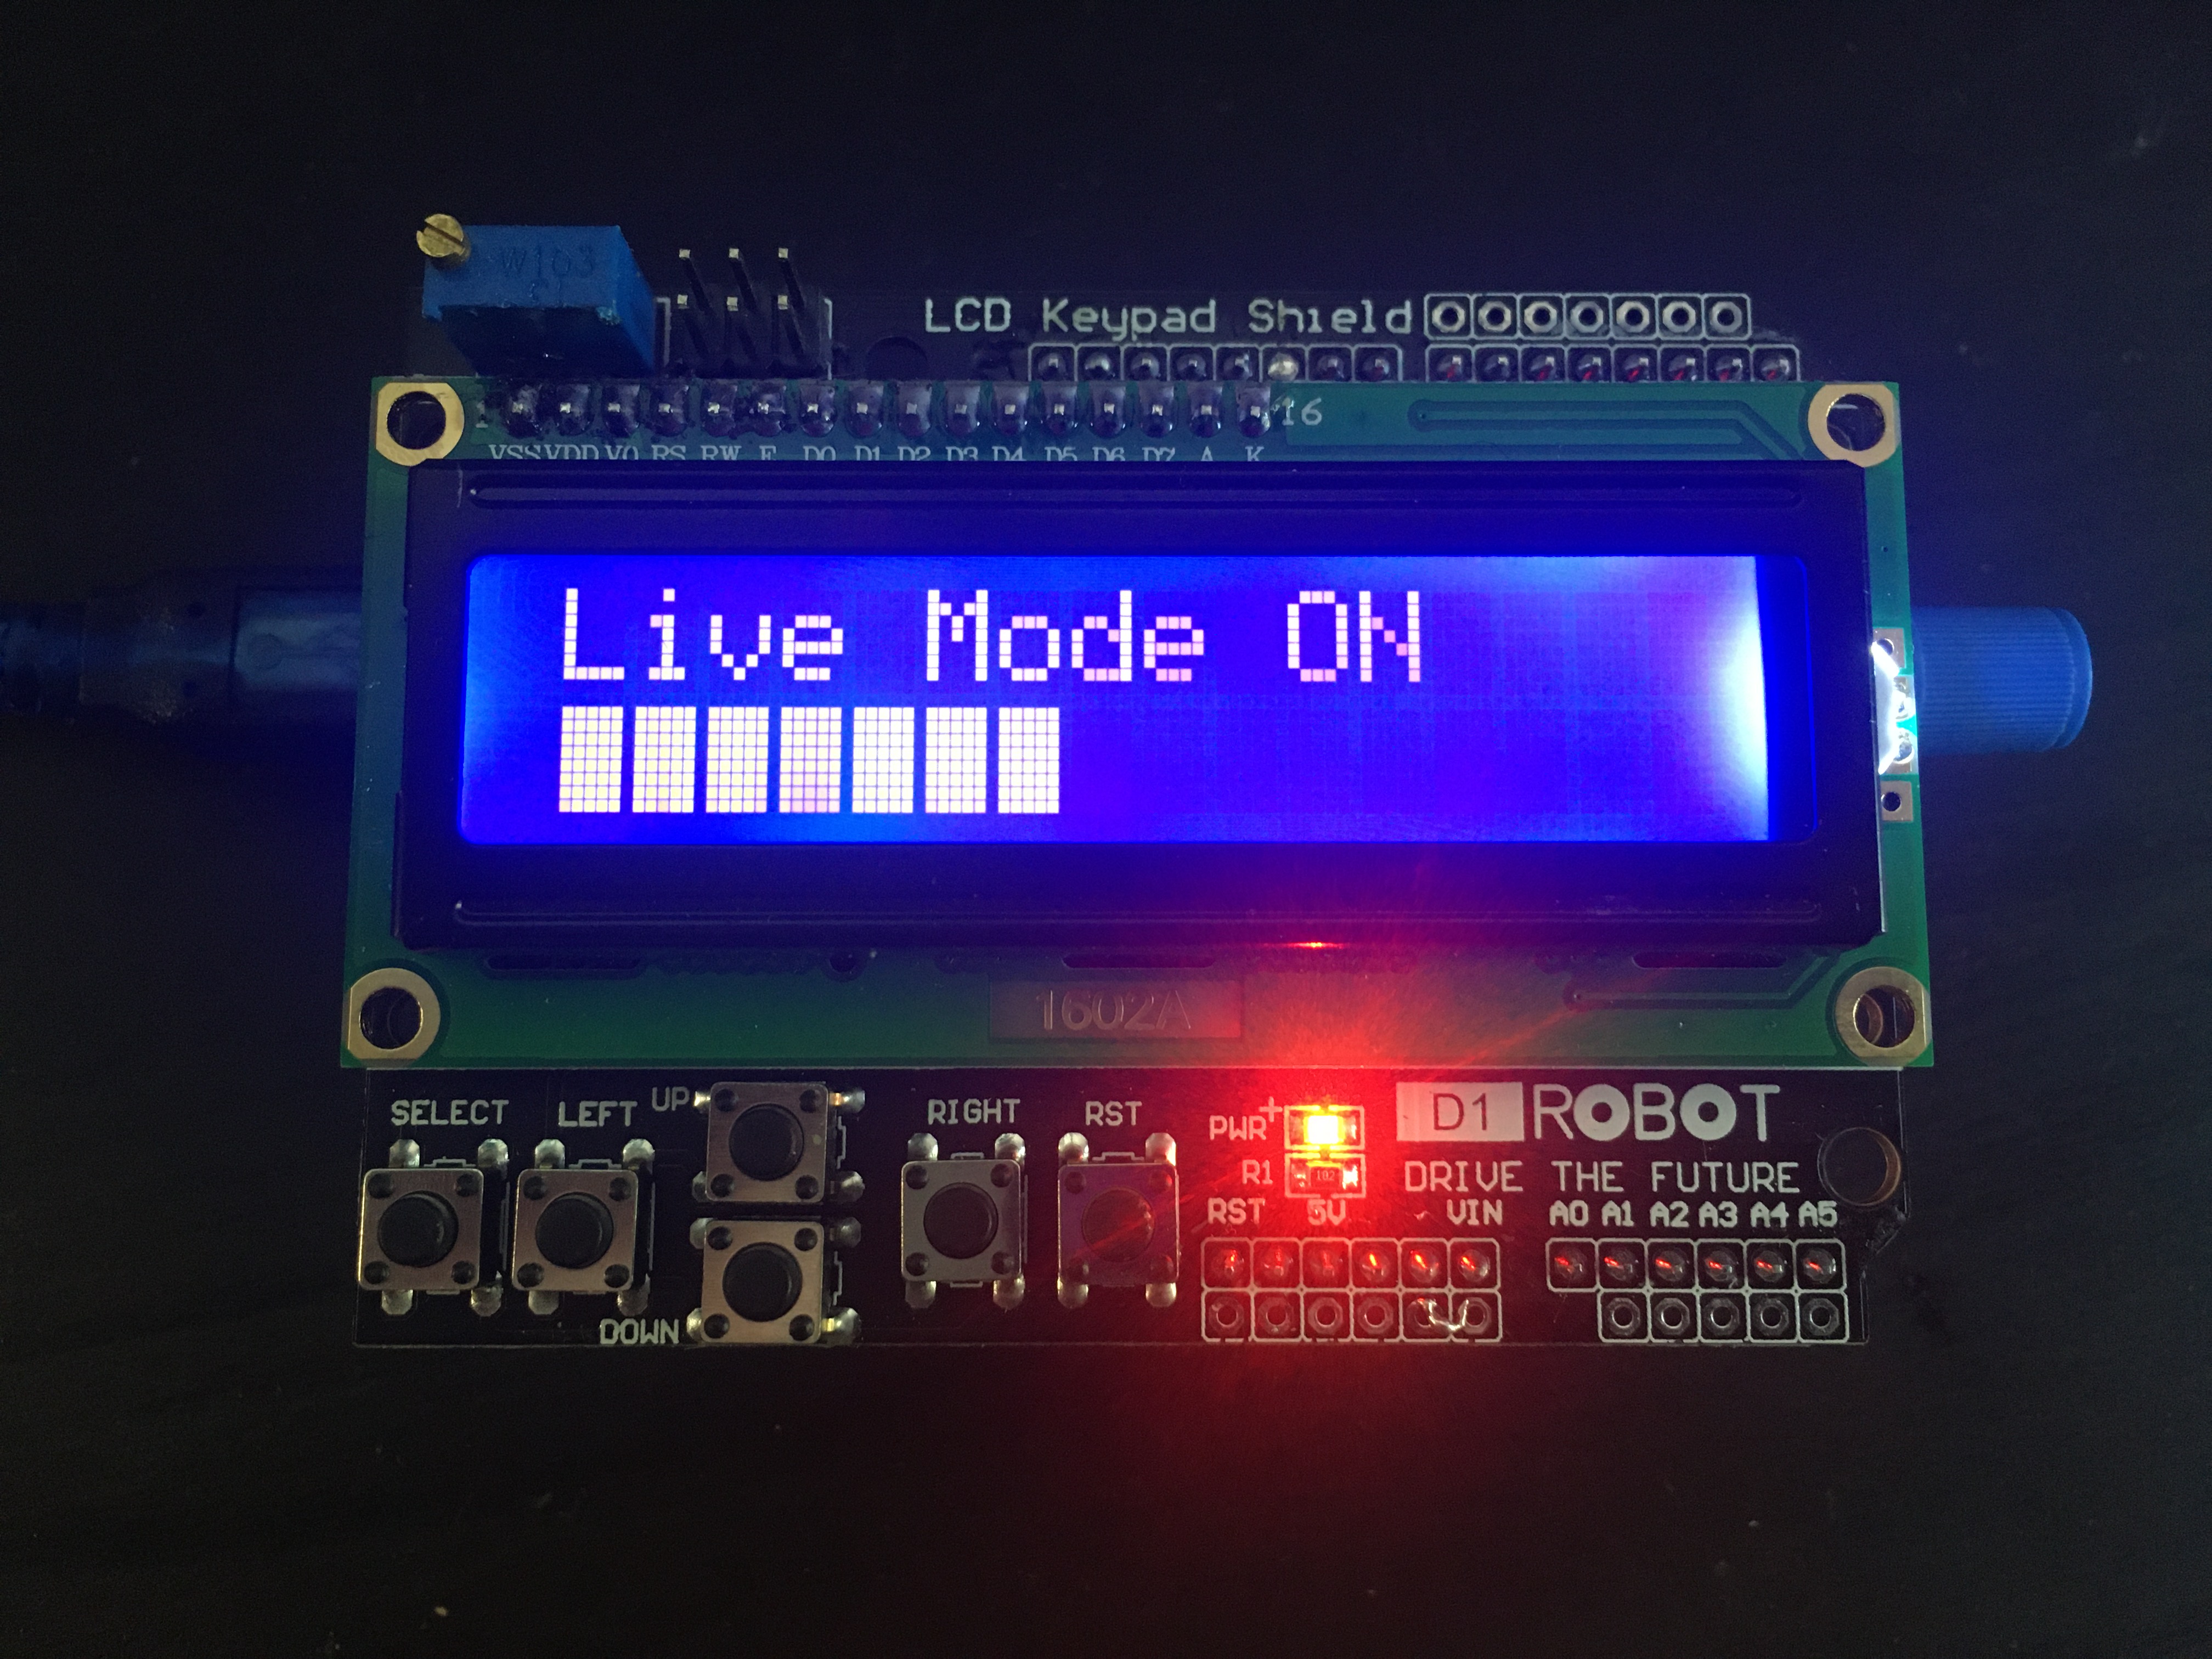 W103
LCD Keypad Shield
1 16
VSS VDD V0 RS RW E D0 D1 D2 D3 D4 D5 D6 D7 A K
Live Mode ON
1602A
SELECT LEFT UP RIGHT RST PWR + D1 ROBOT
R1 102 DRIVE THE FUTURE
RST 5V VIN A0 A1 A2 A3 A4 A5
DOWN